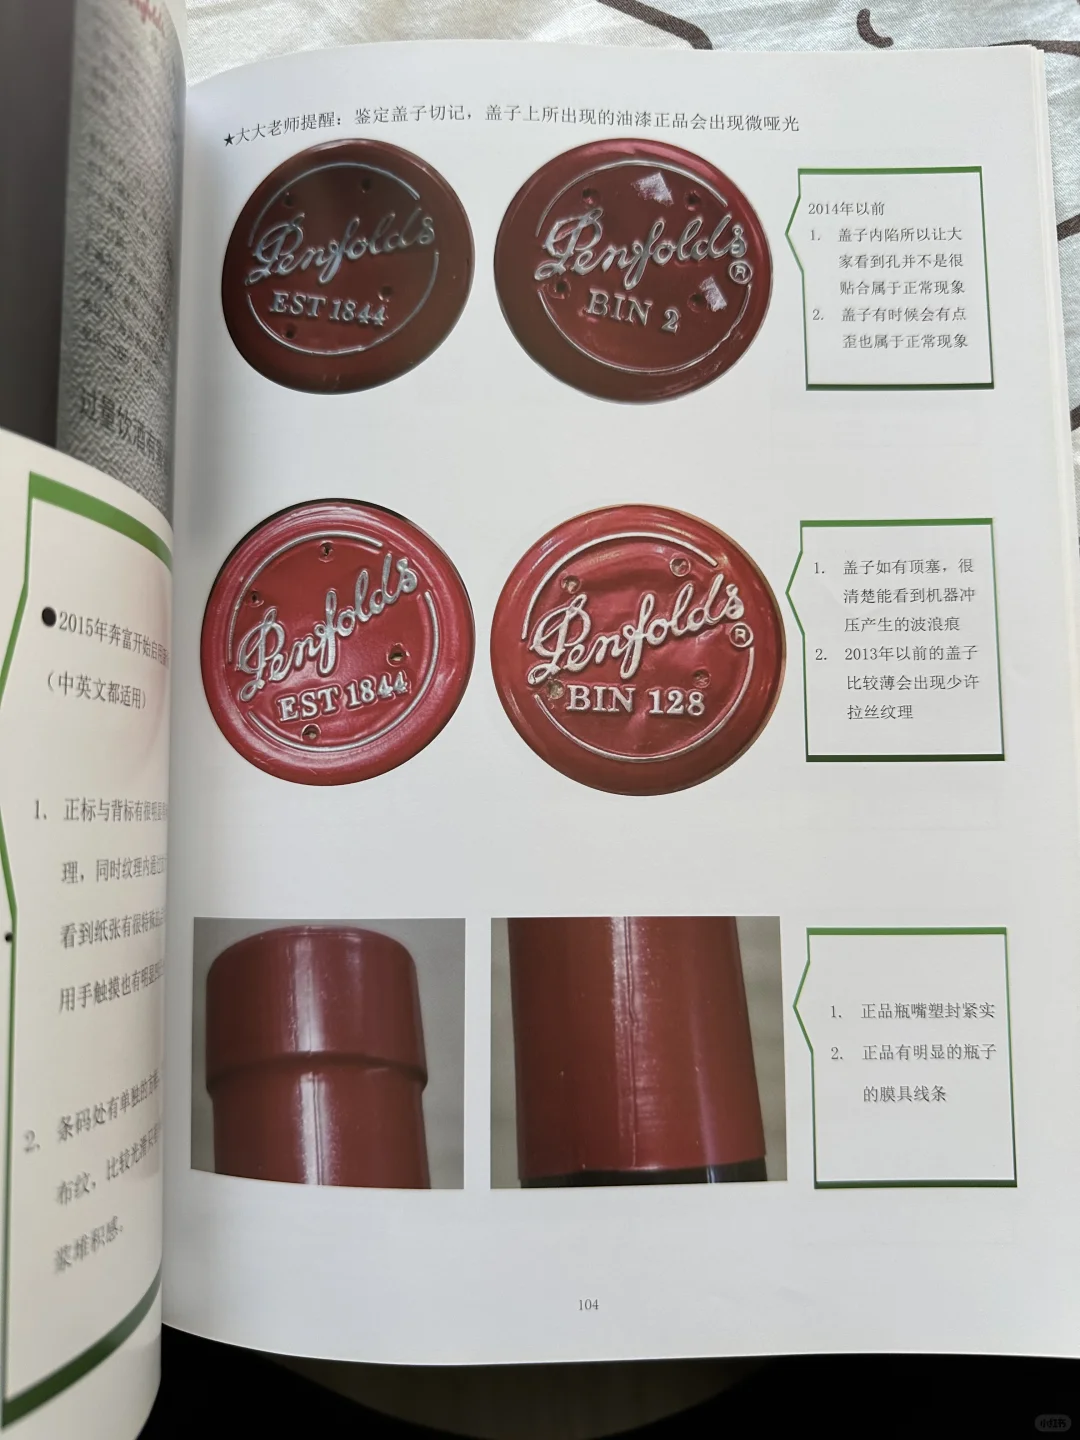 过量饮酒有
●2015年奔富开始启用
（中英文都适用）
1. 正标与背标有很明显
理，同时纹理内通过
看到纸张有很特殊
用手触摸也有明显
2. 条码处有单独的
布纹，比较光滑
浆堆积感。
★大大老师提醒：鉴定盖子切记，盖子上所出现的油漆正品会出现微哑光
Penfolds
EST 1844
Penfolds®
BIN 2
2014年以前
1. 盖子内陷所以让大
家看到孔并不是很
贴合属于正常现象
2. 盖子有时候会有点
歪也属于正常现象
Penfolds
EST 1844
Penfolds®
BIN 128
1. 盖子如有顶塞，很
清楚能看到机器冲
压产生的波浪痕
2. 2013年以前的盖子
比较薄会出现少许
拉丝纹理
1. 正品瓶嘴塑封紧实
2. 正品有明显的瓶子
的膜具线条
104